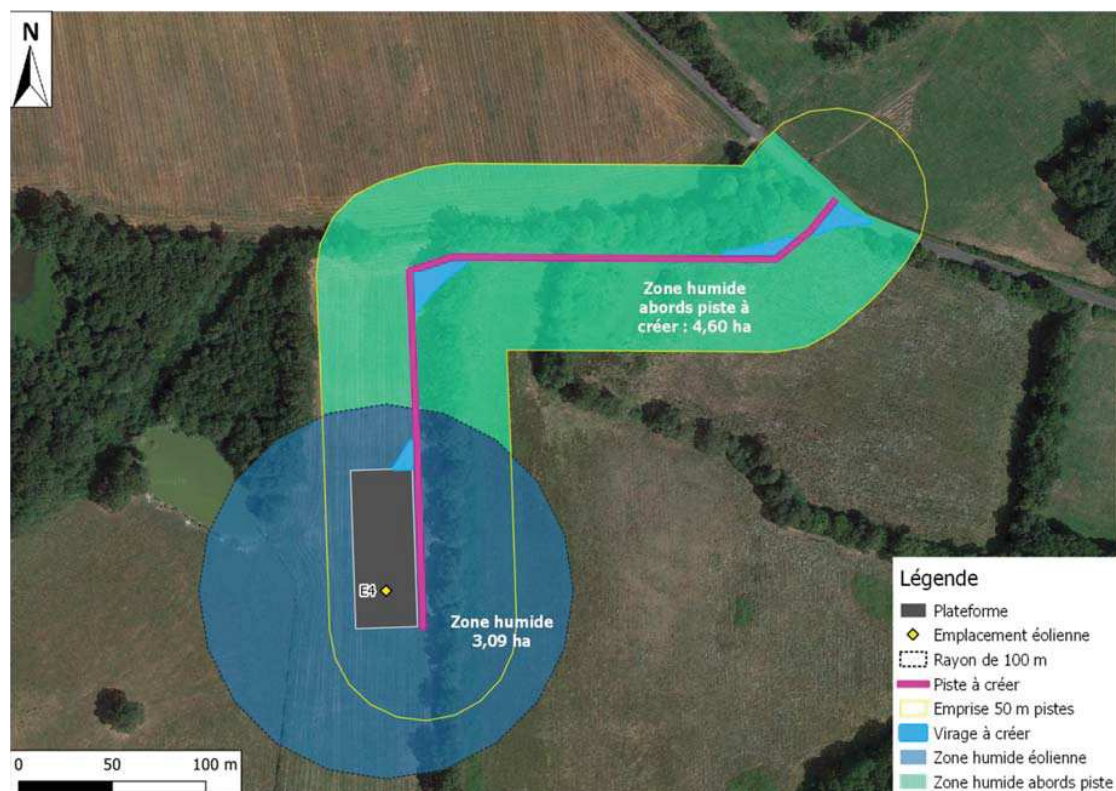 N
Zone humide
abords piste à
créer : 4,60 ha
E4
Zone humide
3,09 ha
Légende
Plateforme
Emplacement éolienne
Rayon de 100 m
Piste à créer
Emprise 50 m pistes
Virage à créer
Zone humide éolienne
Zone humide abords piste
0 50 100 m